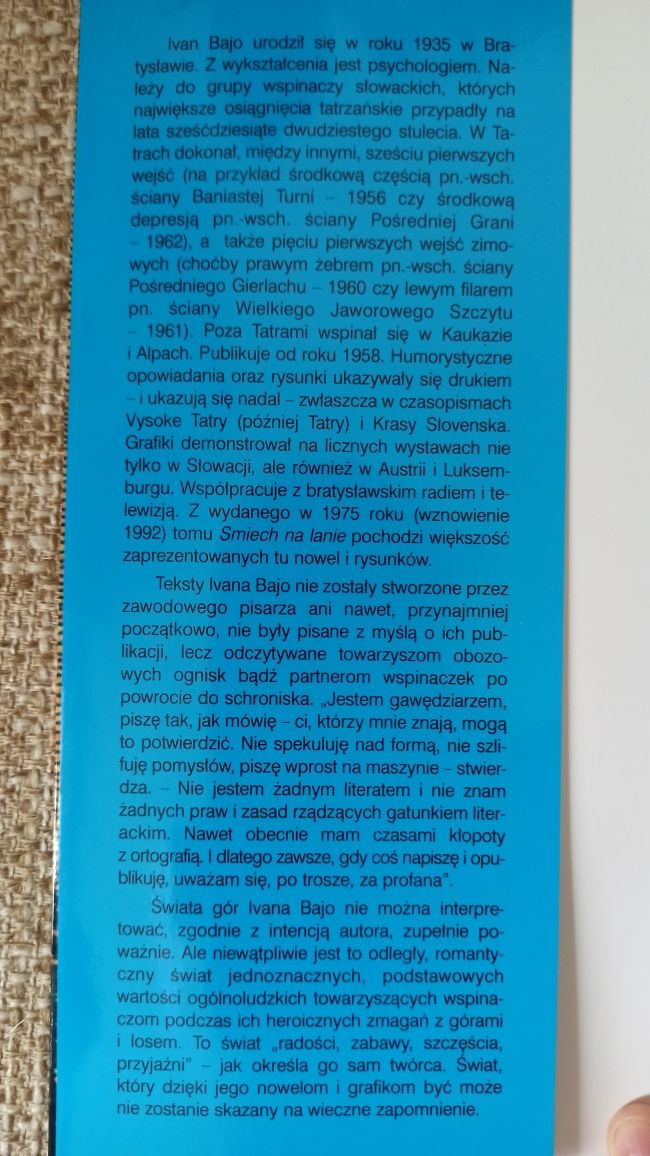 Ivan Bajo urodził się w roku 1935 w Bra-
tysławie. Z wykształcenia jest psychologiem. Na-
leży do grupy wspinaczy słowackich, których
największe osiągnięcia tatrzańskie przypadły na
lata sześćdziesiąte dwudziestego stulecia. W Ta-
trach dokonał, między innymi, sześciu pierwszych
wejść (na przykład środkową częścią pn.-wsch.
ściany Baniastej Turni – 1956 czy środkową
depresją pn.-wsch. ściany Pośredniej Grani
– 1962), a także pięciu pierwszych wejść zimo-
wych (choćby prawym żebrem pn.-wsch. ściany
Pośredniego Gierlachu – 1960 czy lewym filarem
pn. ściany Wielkiego Jaworowego Szczytu
– 1961). Poza Tatrami wspinał się w Kaukazie
i Alpach. Publikuje od roku 1958. Humorystyczne
opowiadania oraz rysunki ukazywały się drukiem
– i ukazują się nadal – zwłaszcza w czasopismach
Vysoke Tatry (później Tatry) i Krasy Slovenska.
Grafiki demonstrował na licznych wystawach nie
tylko w Słowacji, ale również w Austrii i Luksem-
burgu. Współpracuje z bratysławskim radiem i te-
lewizją. Z wydanego w 1975 roku (wznowienie
1992) tomu Smiech na lanie pochodzi większość
zaprezentowanych tu nowel i rysunków.
Teksty Ivana Bajo nie zostały stworzone przez
zawodowego pisarza ani nawet, przynajmniej
początkowo, nie były pisane z myślą o ich pub-
likacji, lecz odczytywane towarzyszom obozo-
wych ognisk bądź partnerom wspinaczek po
powrocie do schroniska. „Jestem gawędziarzem,
piszę tak, jak mówię – ci, którzy mnie znają, mogą
to potwierdzić. Nie spekuluję nad formą, nie szli-
fuję pomysłów, piszę wprost na maszynie – stwier-
dza. – Nie jestem żadnym literatem i nie znam
żadnych praw i zasad rządzących gatunkiem liter-
ackim. Nawet obecnie mam czasami kłopoty
z ortografią. I dlatego zawsze, gdy coś napiszę i opu-
blikuję, uważam się, po trosze, za profana”.
Świata gór Ivana Bajo nie można interpre-
tować, zgodnie z intencją autora, zupełnie po-
ważnie. Ale niewątpliwie jest to odległy, romanty-
czny świat jednoznacznych, podstawowych
wartości ogólnoludzkich towarzyszących wspina-
czom podczas ich heroicznych zmagań z górami
i losem. To świat „radości, zabawy, szczęścia,
przyjaźni” – jak określa go sam twórca. Świat,
który dzięki jego nowelom i grafikom być może
nie zostanie skazany na wieczne zapomnienie.